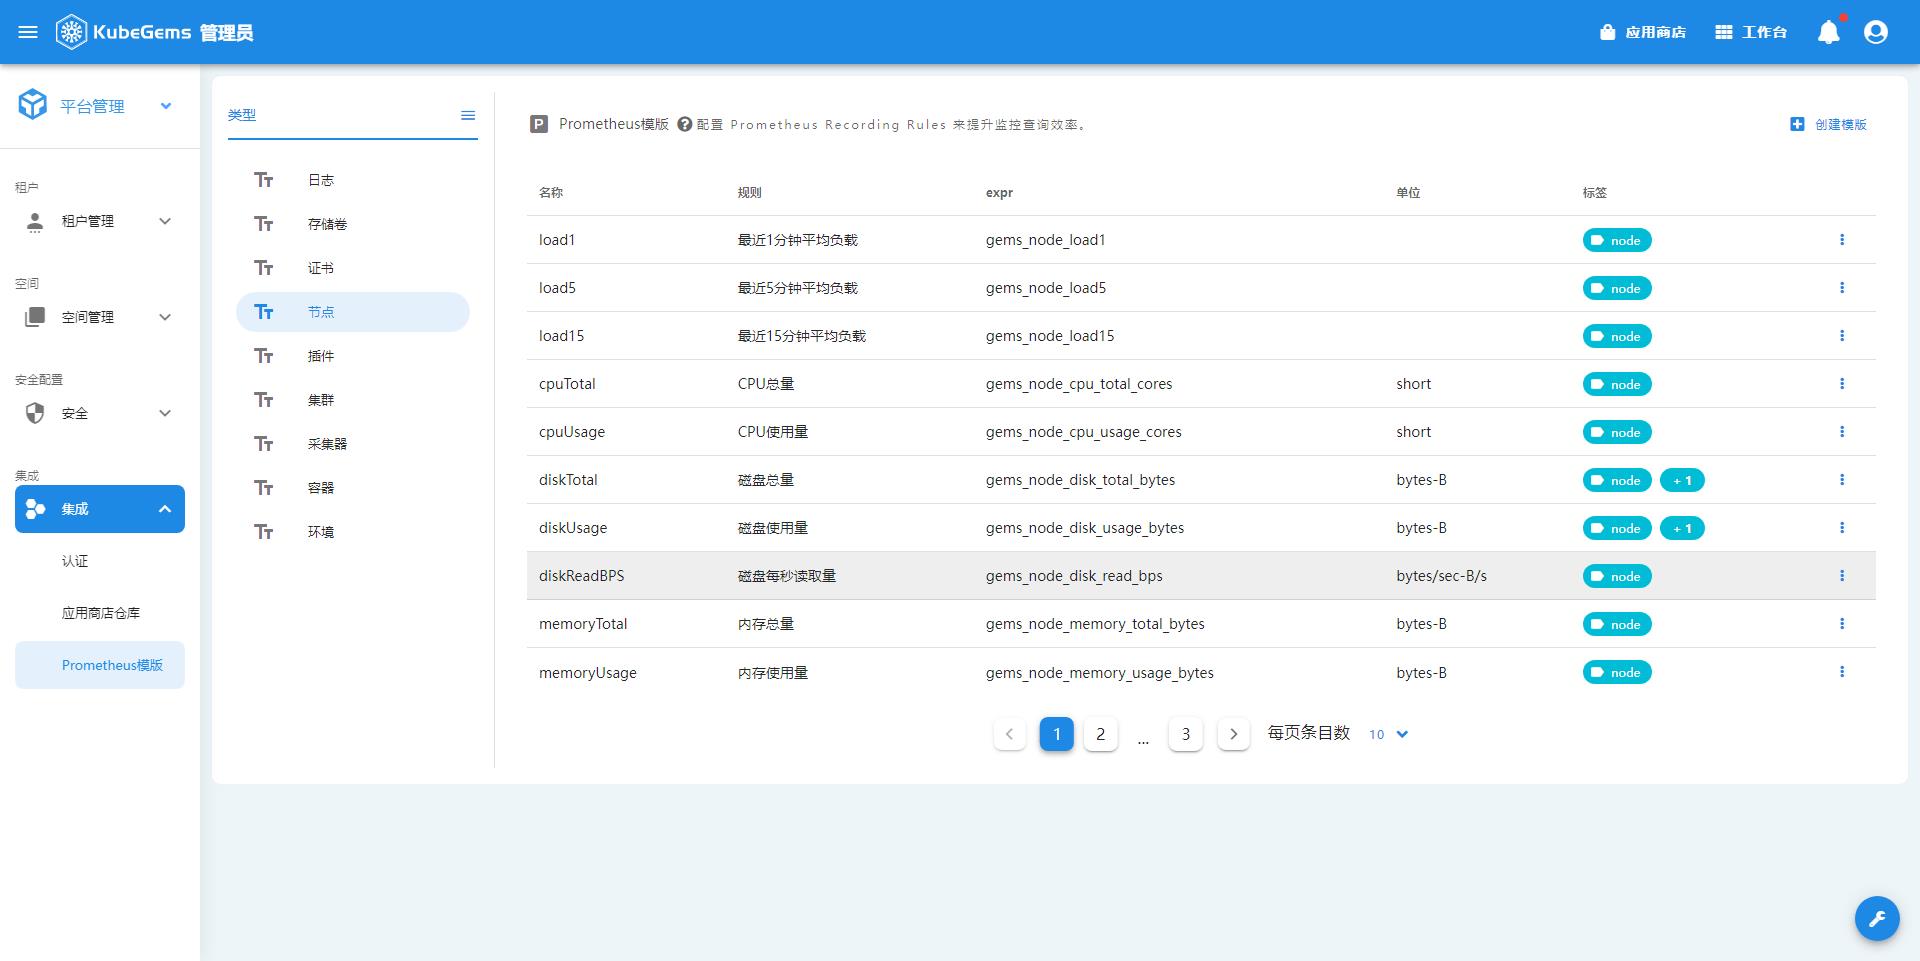 KubeGems 管理员
应用商店
工作台
平台管理
租户
租户管理
空间
空间管理
安全配置
安全
集成
集成
认证
应用商店仓库
Prometheus模版
类型
日志
存储卷
证书
节点
插件
集群
采集器
容器
环境
P Prometheus模版 ? 配置 Prometheus Recording Rules 来提升监控查询效率。
创建模版
名称 规则 expr 单位 标签
load1 最近1分钟平均负载 gems_node_load1 node
load5 最近5分钟平均负载 gems_node_load5 node
load15 最近15分钟平均负载 gems_node_load15 node
cpuTotal CPU总量 gems_node_cpu_total_cores short node
cpuUsage CPU使用量 gems_node_cpu_usage_cores short node
diskTotal 磁盘总量 gems_node_disk_total_bytes bytes-B node + 1
diskUsage 磁盘使用量 gems_node_disk_usage_bytes bytes-B node + 1
diskReadBPS 磁盘每秒读取量 gems_node_disk_read_bps bytes/sec-B/s node
memoryTotal 内存总量 gems_node_memory_total_bytes bytes-B node
memoryUsage 内存使用量 gems_node_memory_usage_bytes bytes-B node
1 2 ... 3 每页条目数 10